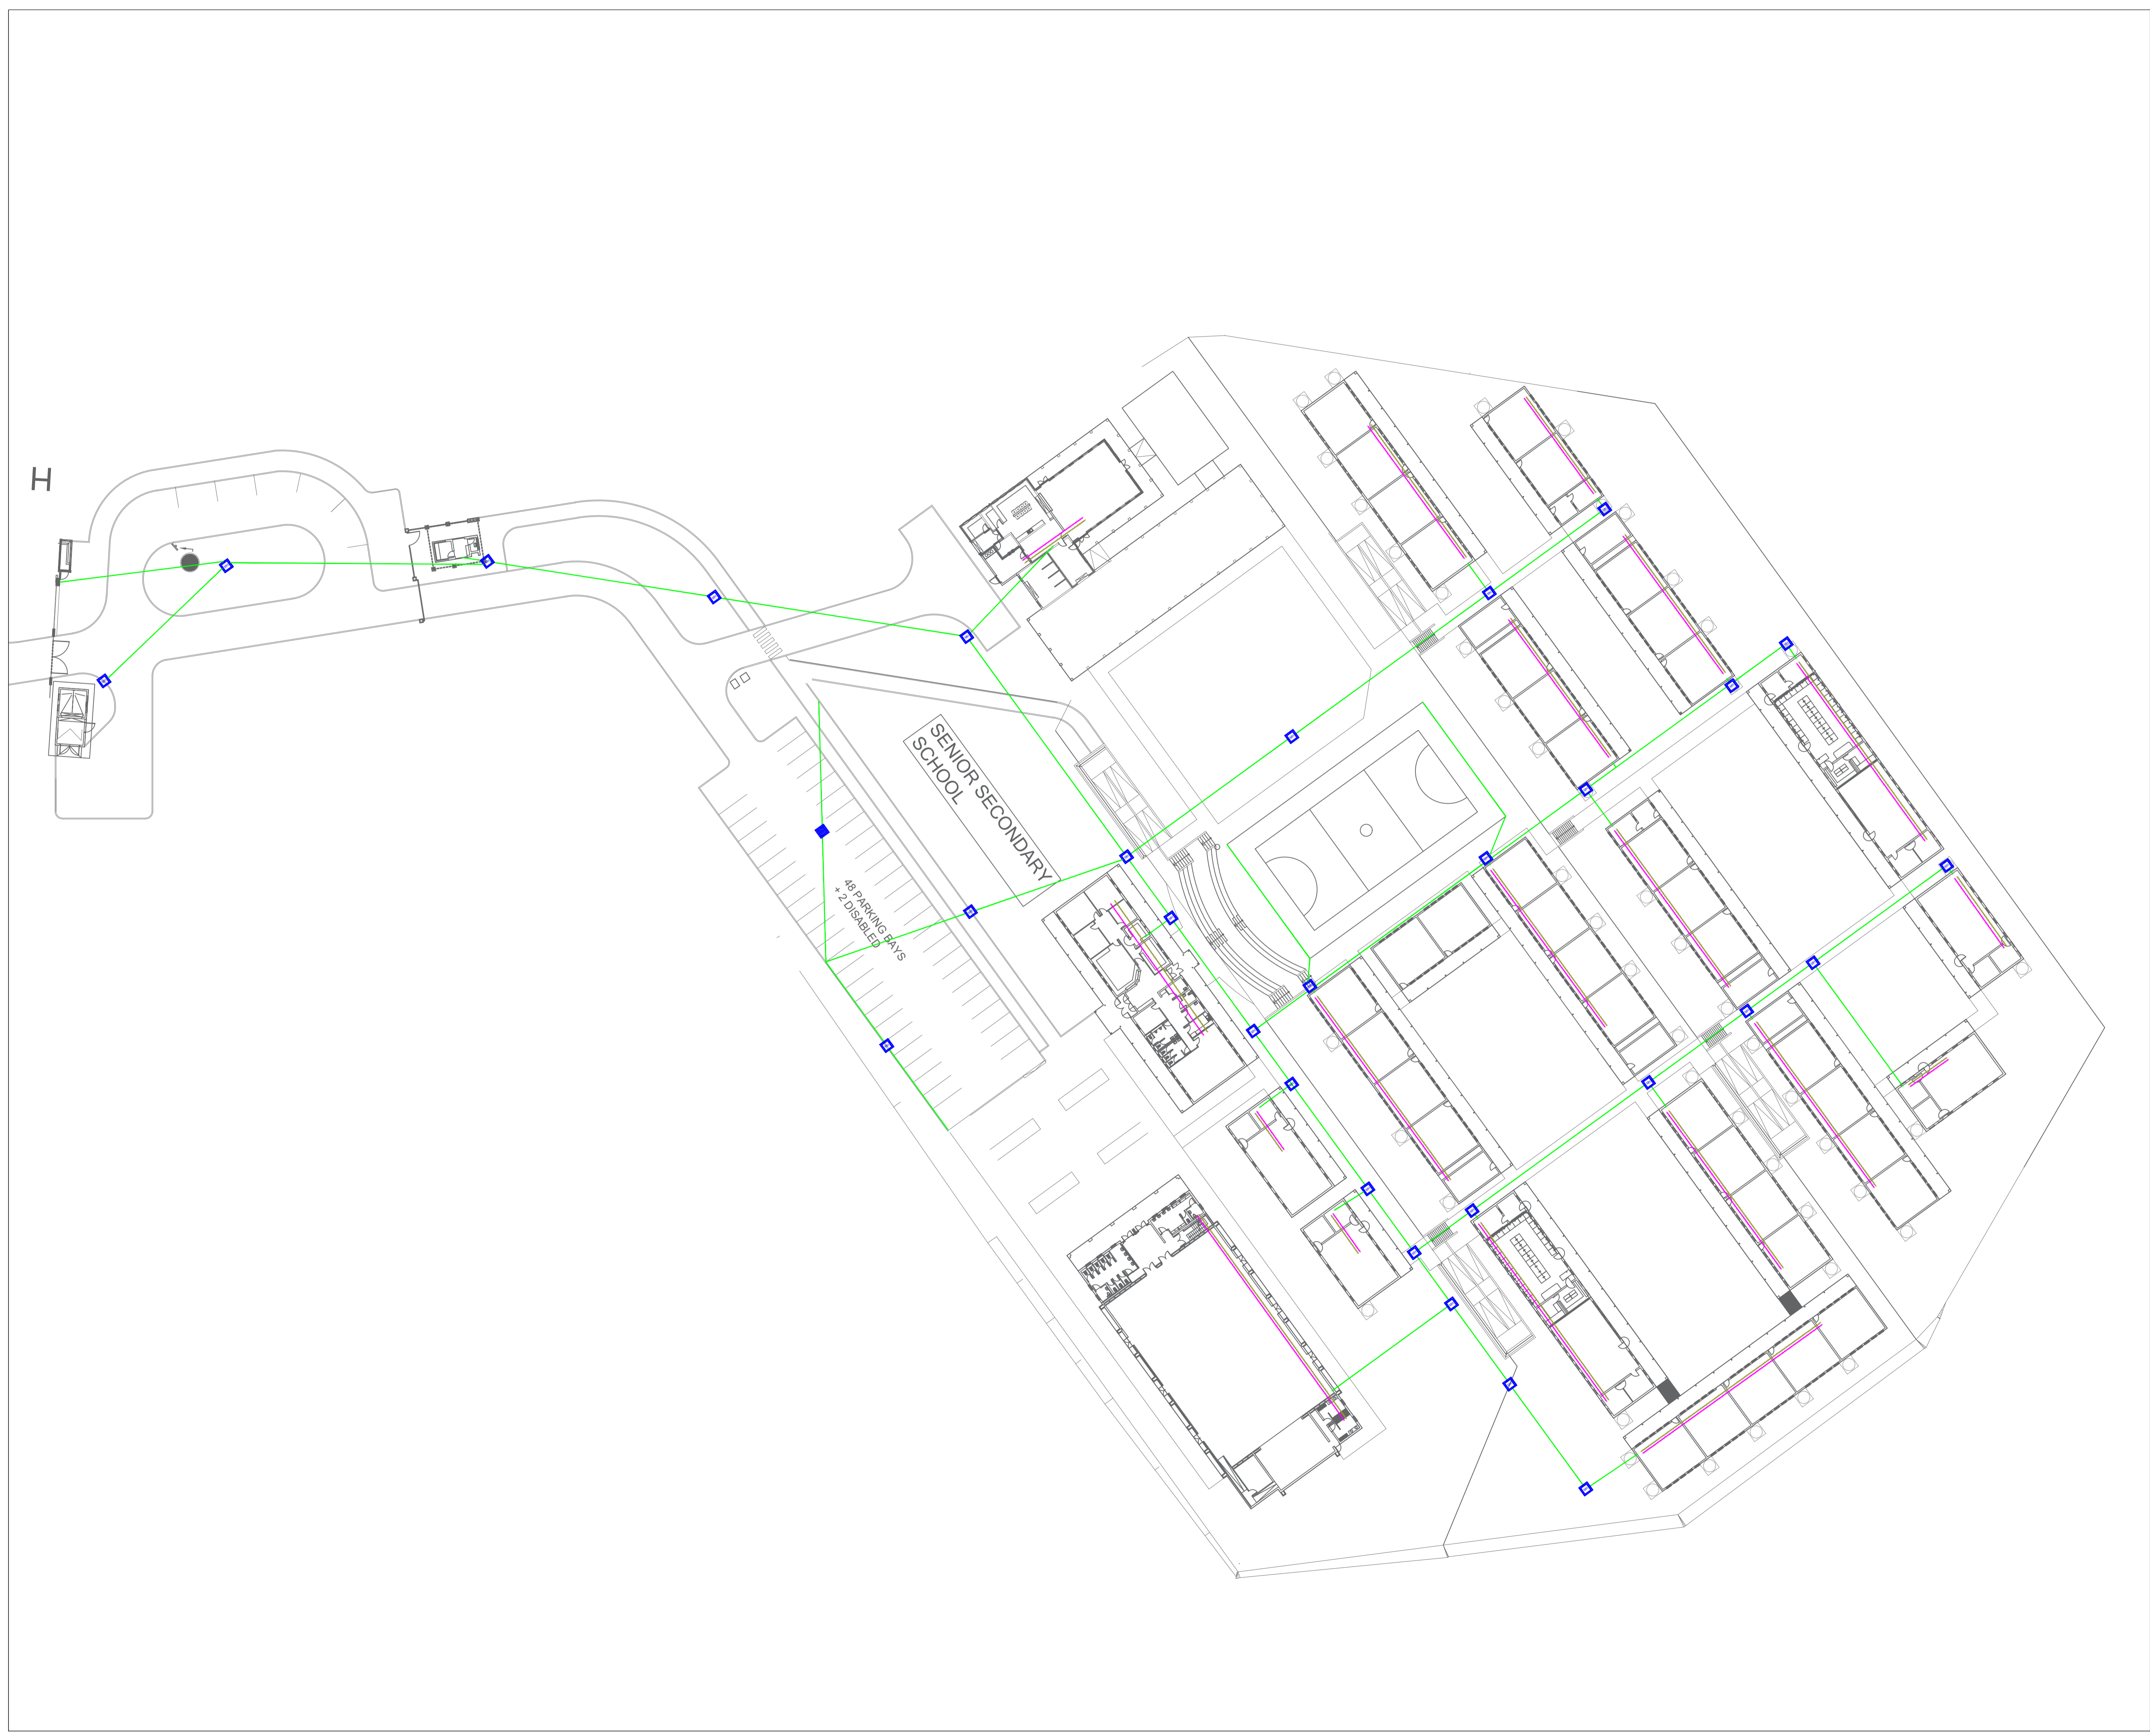 H
SENIOR SECONDARY
SCHOOL
48 PARKING BAYS
+ 2 DISABLED